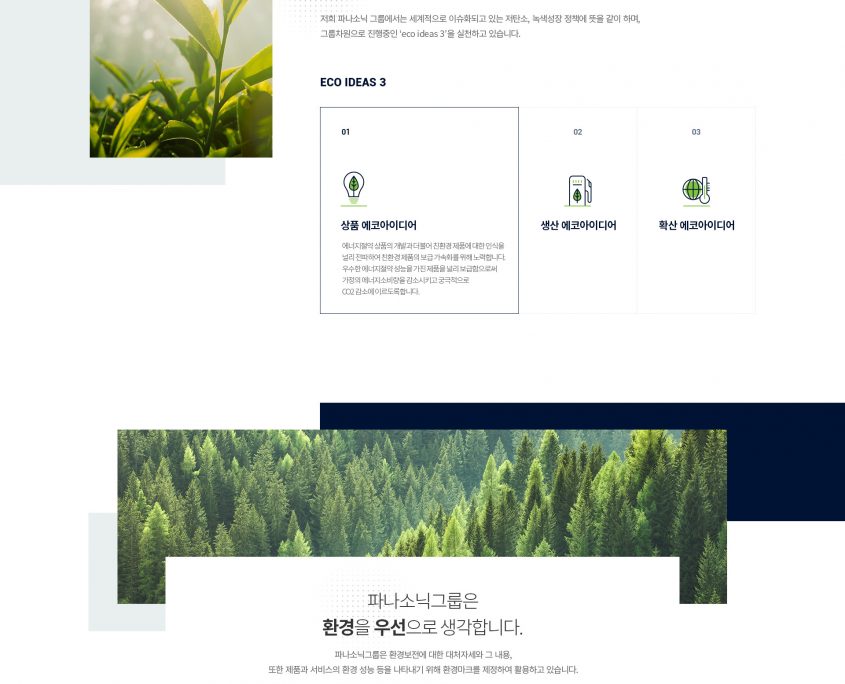 저희 파나소닉 그룹에서는 세계적으로 이슈화되고 있는 저탄소, 녹색성장 정책에 뜻을 같이 하며,
그룹차원으로 진행중인 'eco ideas 3'을 실천하고 있습니다.
ECO IDEAS 3
01
상품 에코아이디어
에너지절약 상품의 개발과 더불어 친환경 제품에 대한 인식을
널리 전파하여 친환경 제품의 보급 가속화를 위해 노력합니다.
우수한 에너지절약 성능을 가진 제품을 널리 보급함으로써
가정의 에너지소비량을 감소시키고 궁극적으로
CO2 감소에 이르도록합니다.
02
생산 에코아이디어
03
확산 에코아이디어
파나소닉그룹은
환경을 우선으로 생각합니다.
파나소닉그룹은 환경보전에 대한 대처자세와 그 내용,
또한 제품과 서비스의 환경 성능 등을 나타내기 위해 환경마크를 제정하여 활용하고 있습니다.